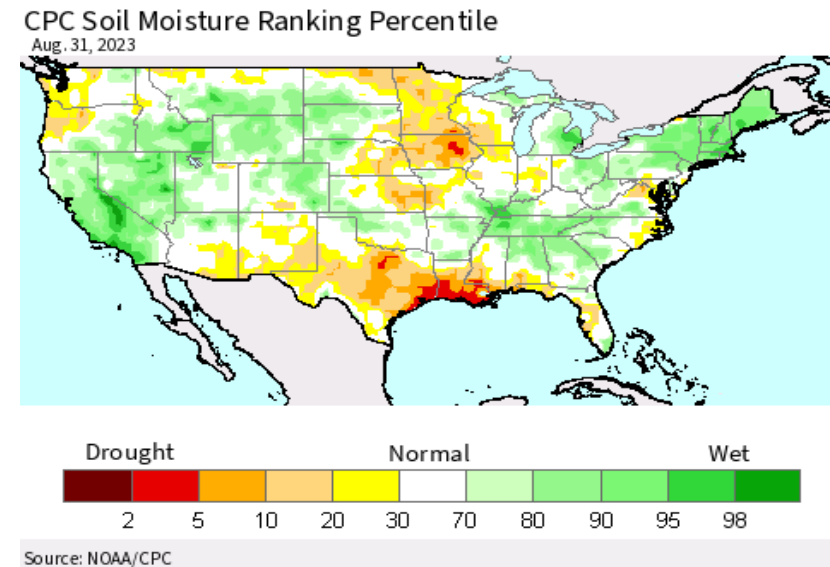 CPC Soil Moisture Ranking Percentile
Aug. 31, 2023
Drought Normal Wet
2 5 10 20 30 70 80 90 95 98
Source: NOAA/CPC